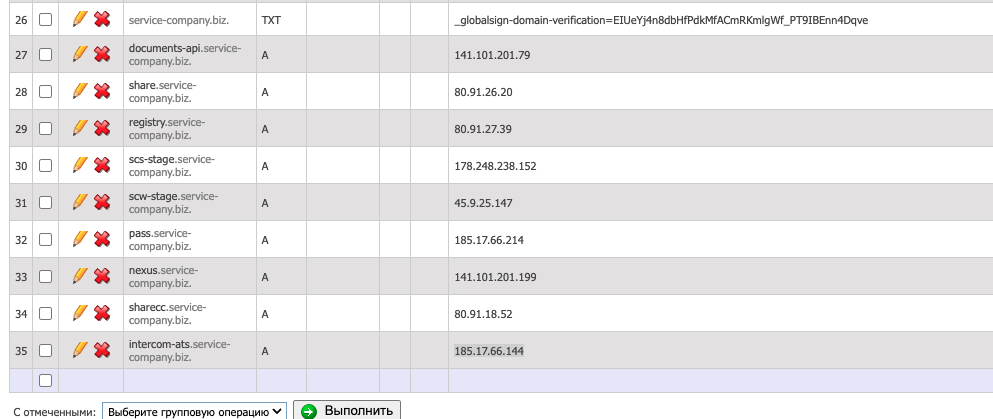 26 service-company.biz. TXT _globalsign-domain-verification=EIUeYj4n8dbHfPdkMfACmRKmlgWf_PT9IBEnn4Dqve
27 documents-api.service-
company.biz. A 141.101.201.79
28 share.service-
company.biz. A 80.91.26.20
29 registry.service-
company.biz. A 80.91.27.39
30 scs-stage.service-
company.biz. A 178.248.238.152
31 scw-stage.service-
company.biz. A 45.9.25.147
32 pass.service-
company.biz. A 185.17.66.214
33 nexus.service-
company.biz. A 141.101.201.199
34 sharecc.service-
company.biz. A 80.91.18.52
35 intercom-ats.service-
company.biz. A 185.17.66.144
С отмеченными: Выберите групповую операцию Выполнить